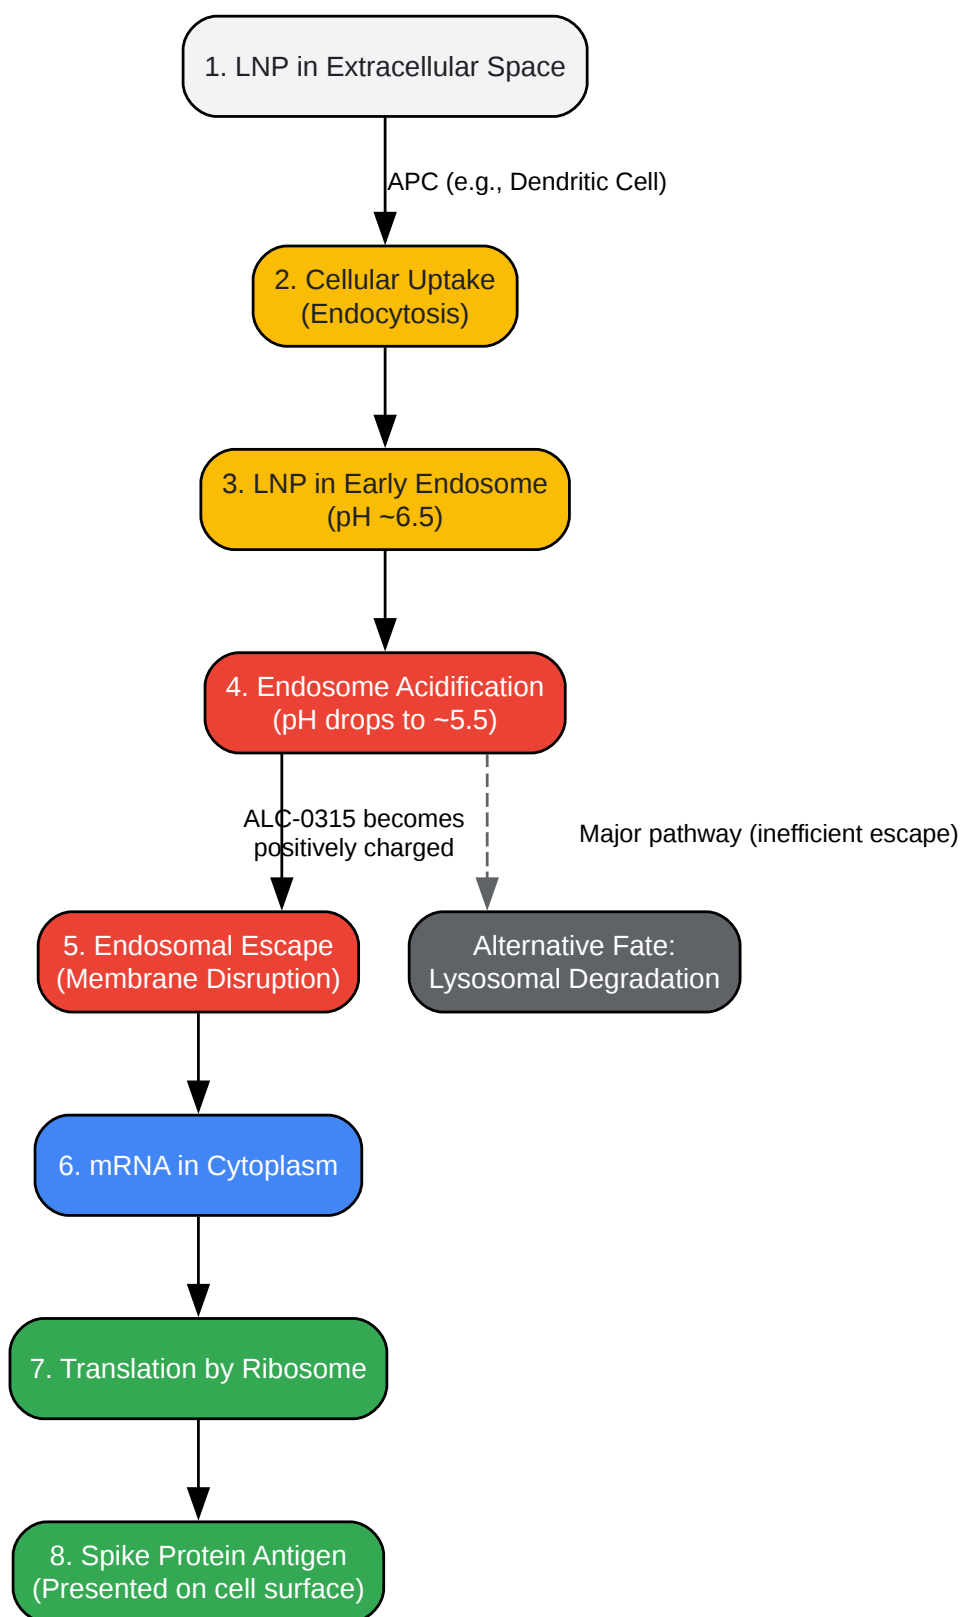 1. LNP in Extracellular Space
APC (e.g., Dendritic Cell)
2. Cellular Uptake
(Endocytosis)
3. LNP in Early Endosome
(pH ~6.5)
4. Endosome Acidification
(pH drops to ~5.5)
ALC-0315 becomes
positively charged
Major pathway (inefficient escape)
5. Endosomal Escape
(Membrane Disruption)
Alternative Fate:
Lysosomal Degradation
6. mRNA in Cytoplasm
7. Translation by Ribosome
8. Spike Protein Antigen
(Presented on cell surface)